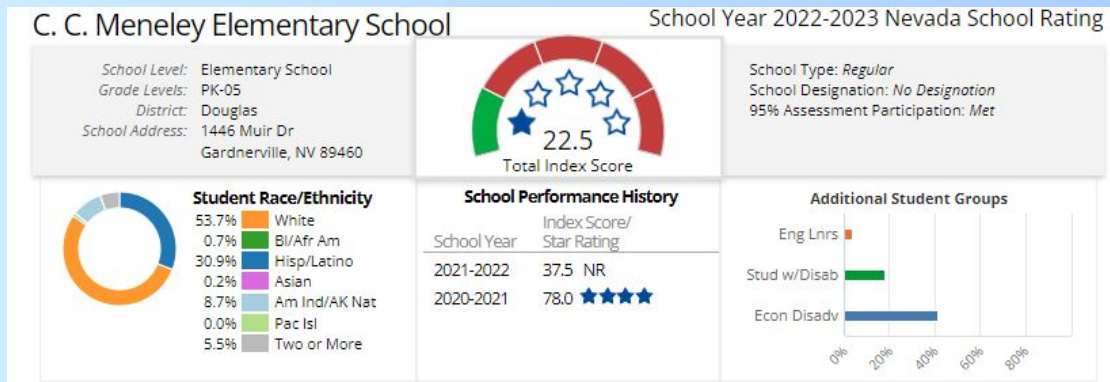 C. C. Meneley Elementary School
School Year 2022-2023 Nevada School Rating
School Level: Elementary School
Grade Levels: PK-05
District: Douglas
School Address: 1446 Muir Dr
Gardnerville, NV 89460
22.5
Total Index Score
School Type: Regular
School Designation: No Designation
95% Assessment Participation: Met
Student Race/Ethnicity
53.7% White
0.7% Bl/Afr Am
30.9% Hisp/Latino
0.2% Asian
8.7% Am Ind/AK Nat
0.0% Pac Isl
5.5% Two or More
School Performance History
School Year Index Score/
Star Rating
2021-2022 37.5 NR
2020-2021 78.0
Additional Student Groups
Eng Lnrs
Stud w/Disab
Econ Disadv
0% 20% 40% 60% 80%